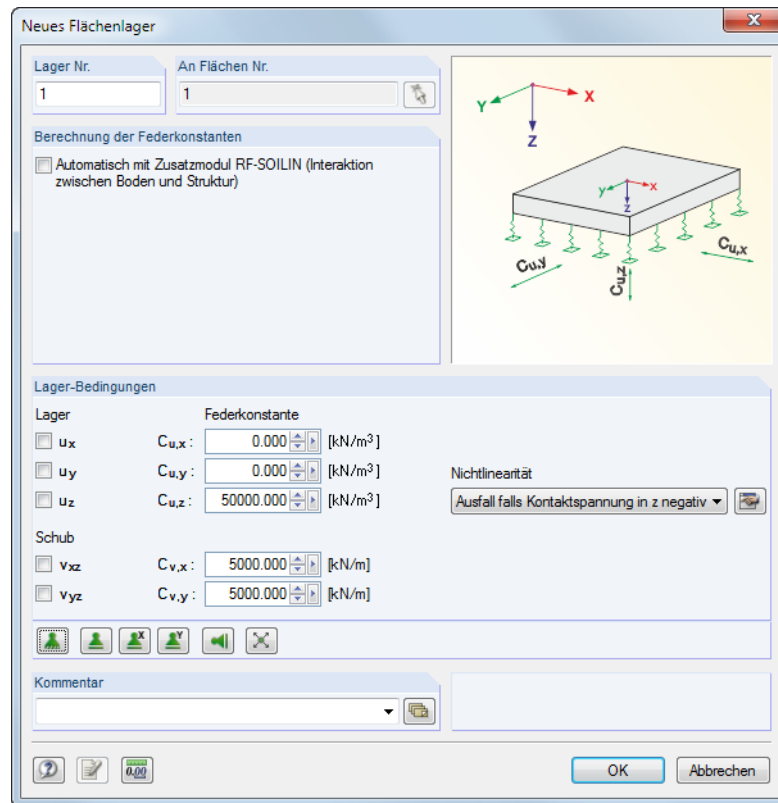 Neues Flächenlager
Lager Nr.
An Flächen Nr.
1
1
Berechnung der Federkonstanten
Automatisch mit Zusatzmodul RF-SOILIN (Interaktion
zwischen Boden und Struktur)
Y
X
Z
y
x
z
Cu,y
Cu,z
Cu,x
Lager-Bedingungen
Lager
Federkonstante
ux Cu,x : 0.000 [kN/m³]
uy Cu,y : 0.000 [kN/m³]
uz Cu,z : 50000.000 [kN/m³]
Nichtlinearität
Ausfall falls Kontaktspannung in z negativ
Schub
vxz Cv,x : 5000.000 [kN/m]
vyz Cv,y : 5000.000 [kN/m]
X
Y
Kommentar
0.00
OK
Abbrechen